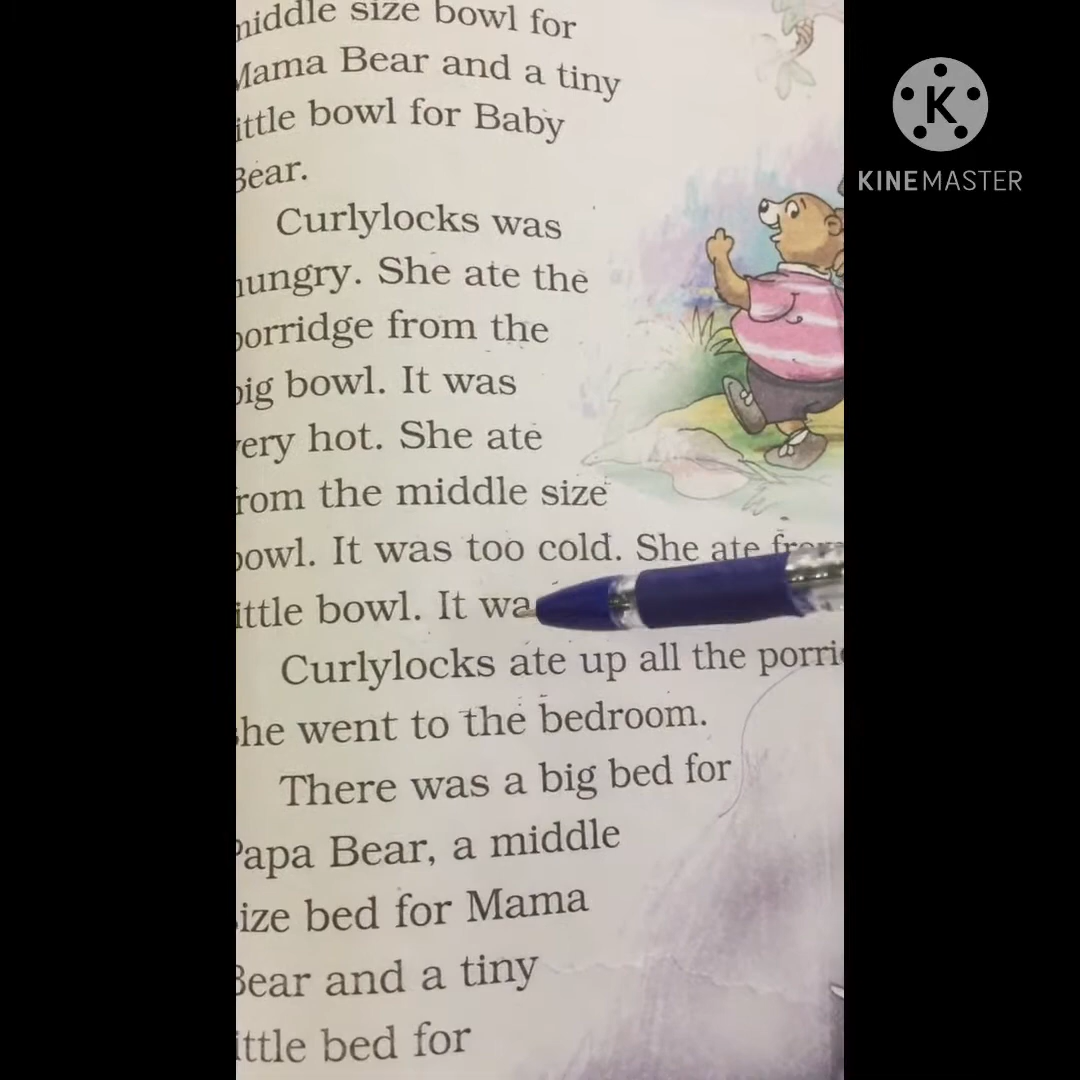 middle size bowl for
Mama Bear and a tiny
little bowl for Baby
Bear.
Curlylocks was
hungry. She ate the
porridge from the
big bowl. It was
very hot. She ate
from the middle size
bowl. It was too cold. She ate from
little bowl. It wa
Curlylocks ate up all the porri
She went to the bedroom.
There was a big bed for
Papa Bear, a middle
size bed for Mama
Bear and a tiny
little bed for
K
KINEMASTER